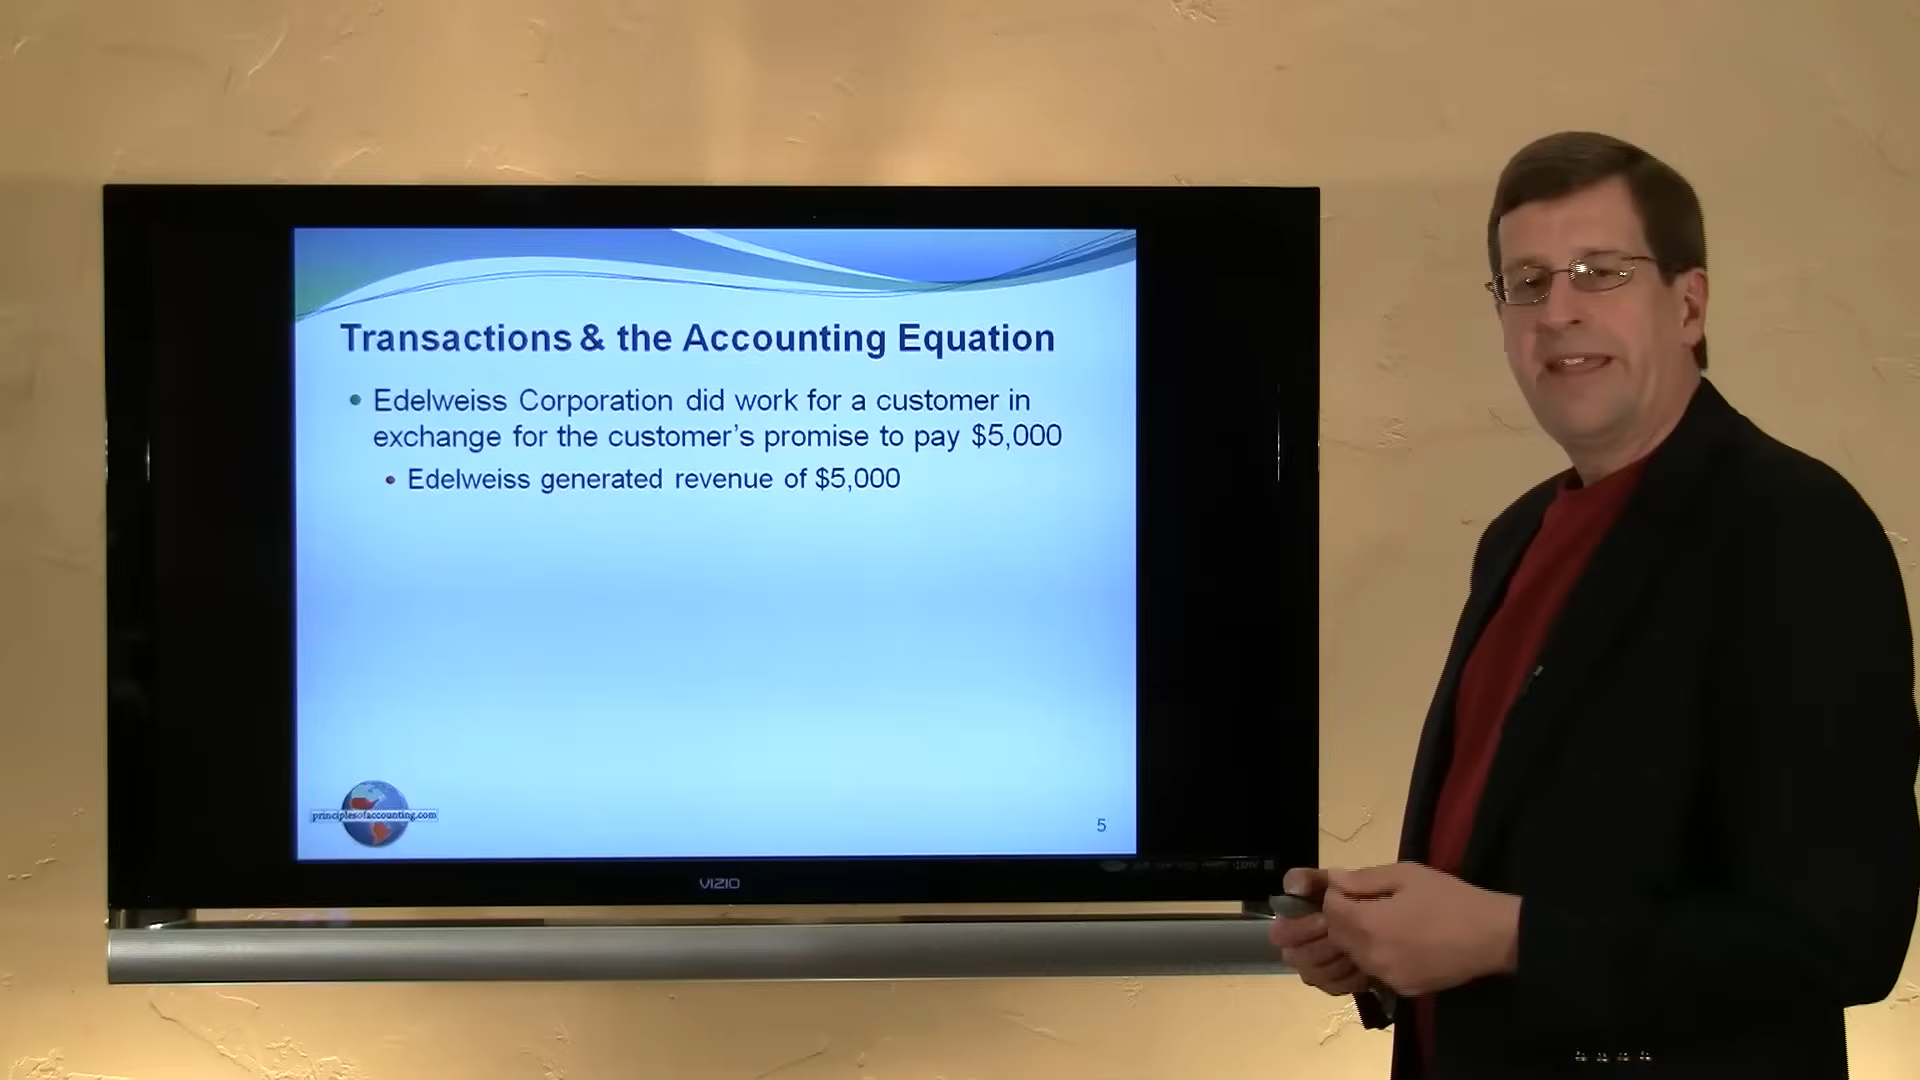 Transactions & the Accounting Equation
• Edelweiss Corporation did work for a customer in
exchange for the customer's promise to pay $5,000
• Edelweiss generated revenue of $5,000
principlesofaccounting.com
5
VIZIO